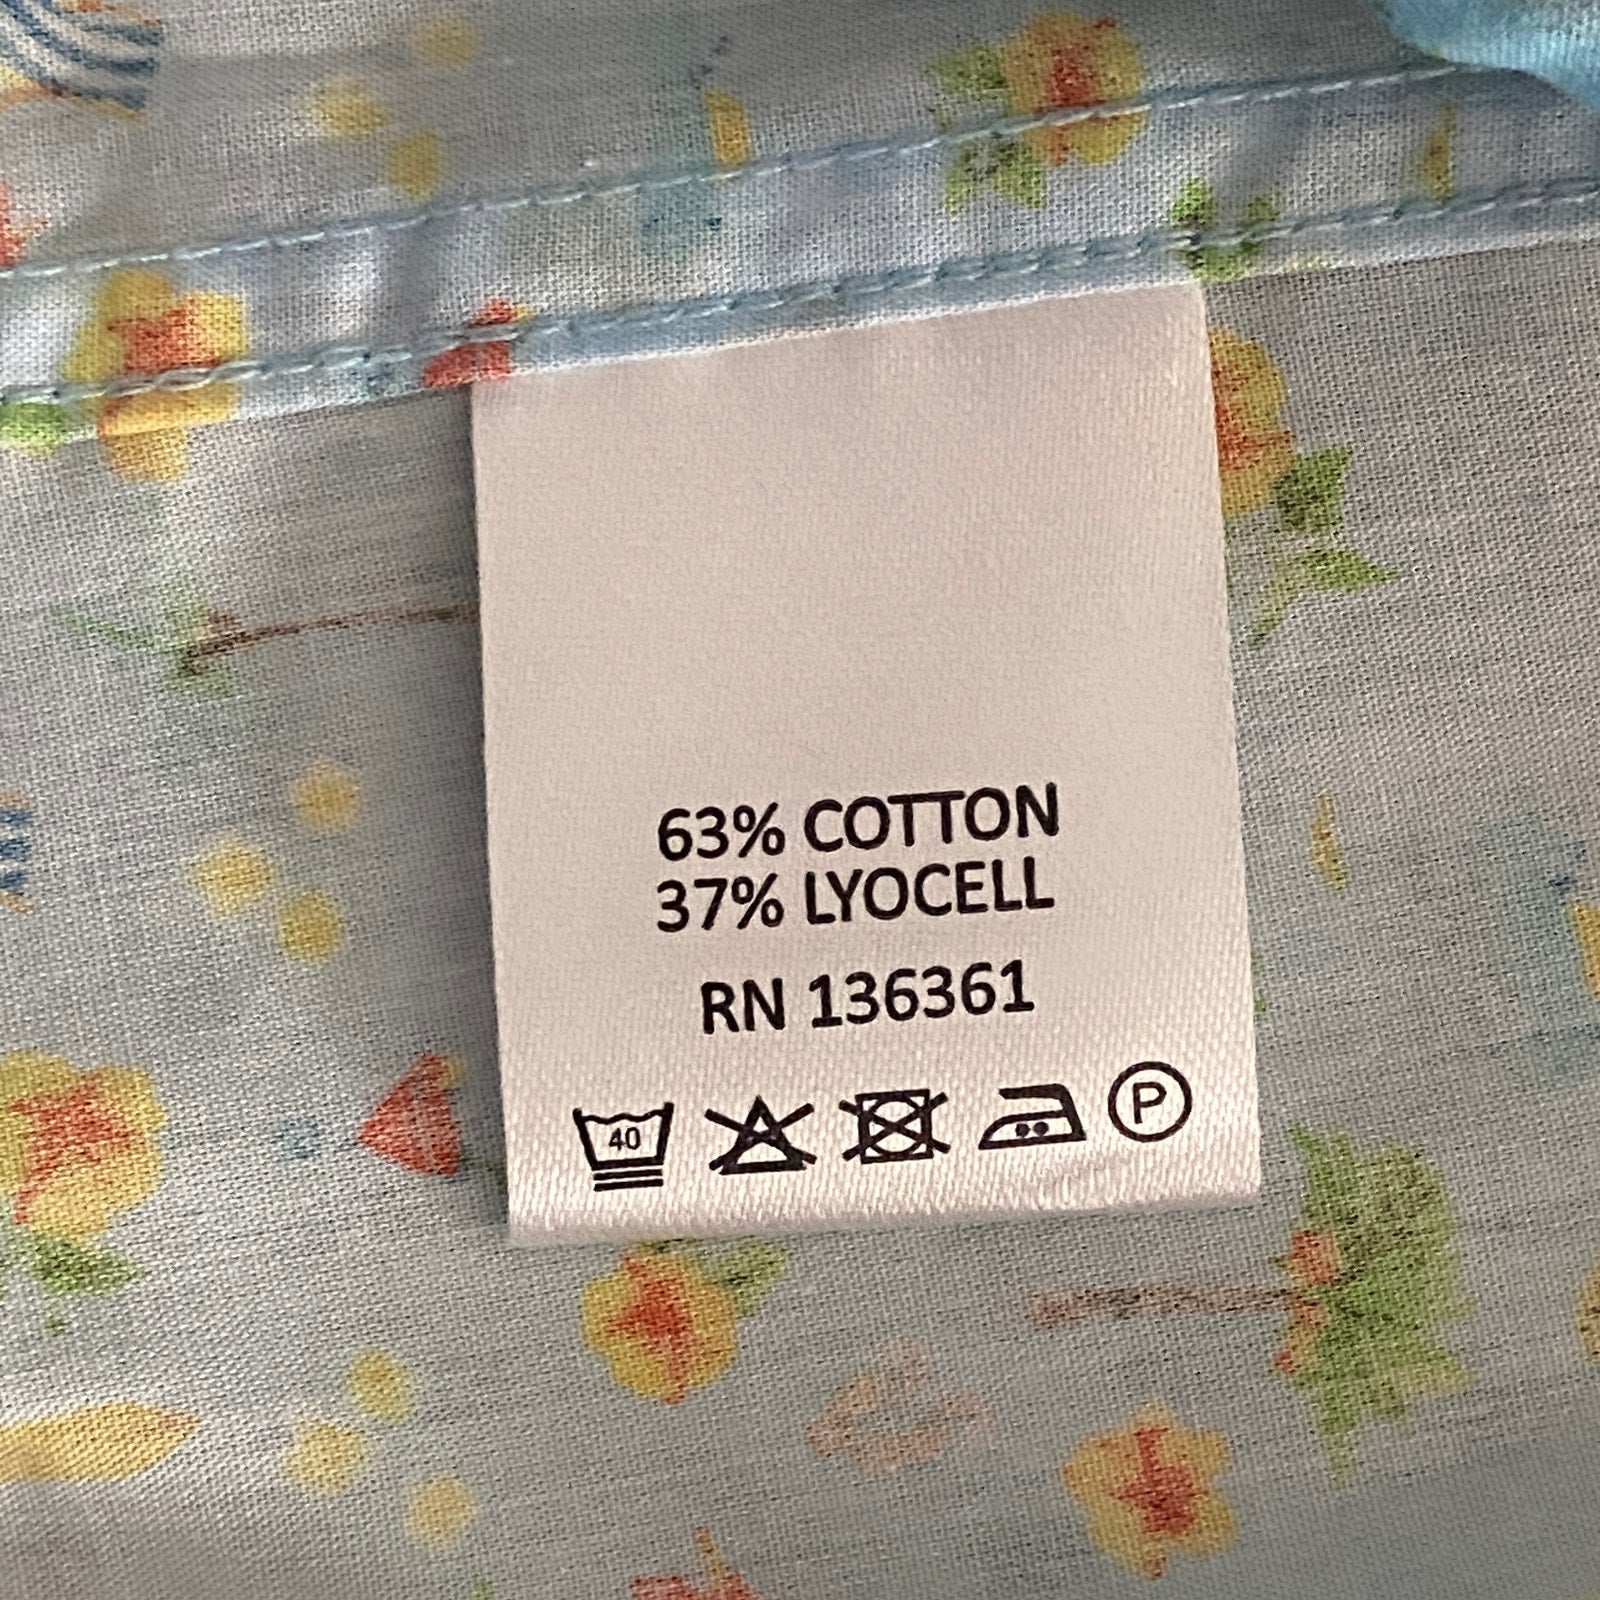 63% COTTON
37% LYOCELL
RN 136361
40 P